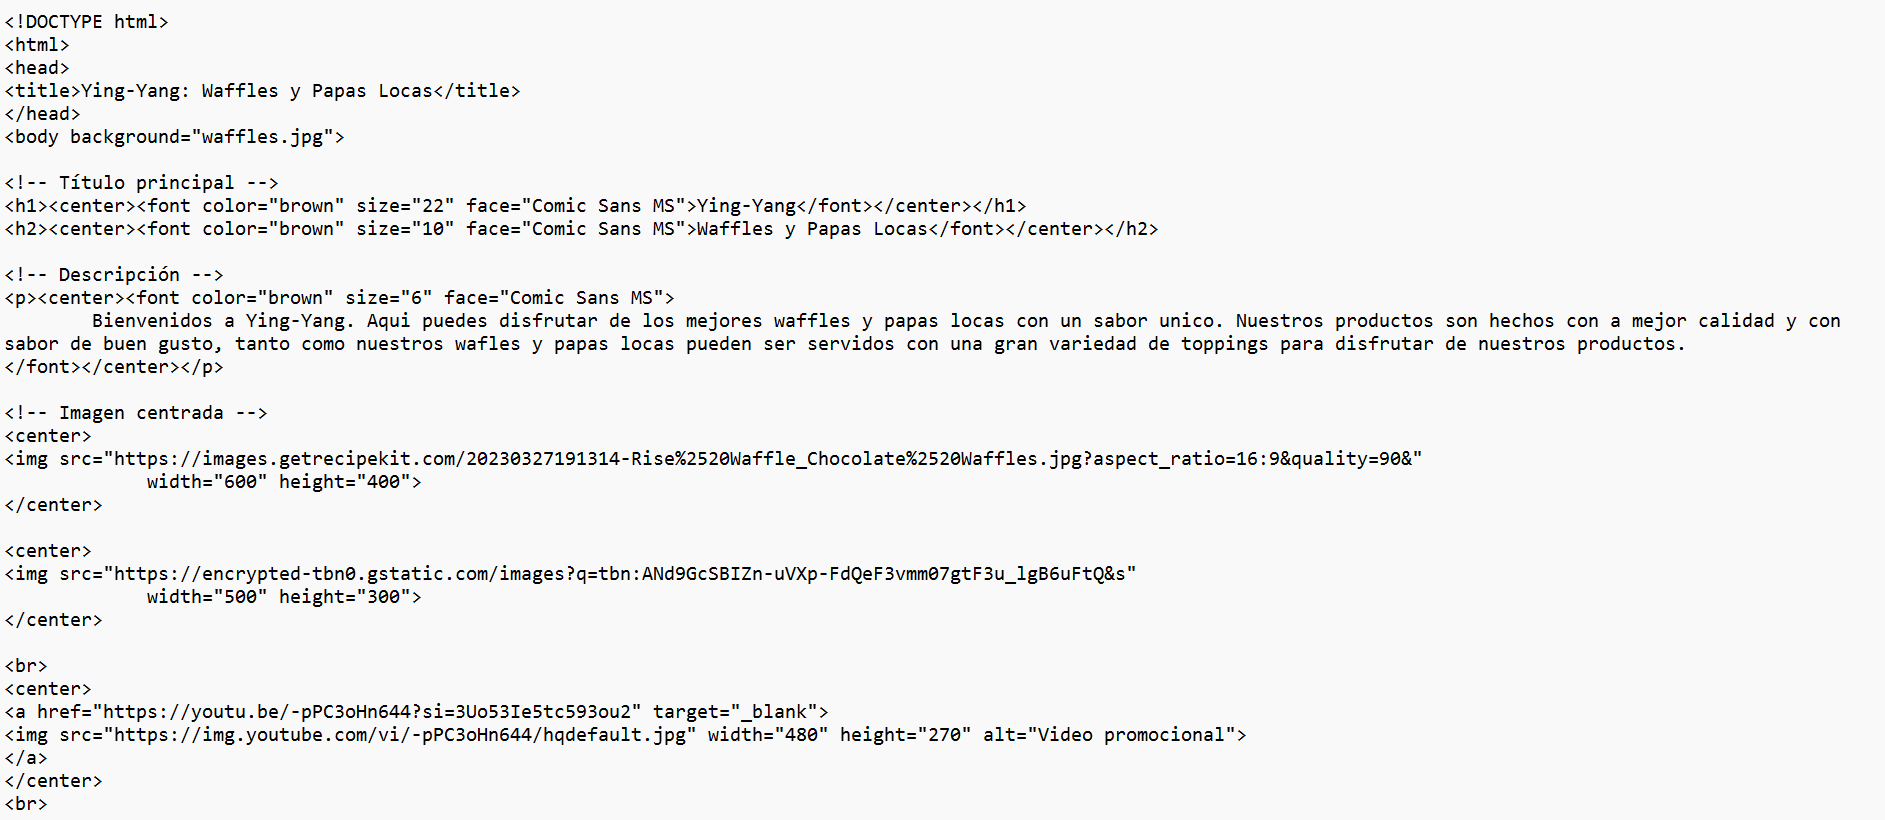 <!DOCTYPE html>
<html>
<head>
<title>Ying-Yang: Waffles y Papas Locas</title>
</head>
<body background="waffles.jpg">

<!-- Título principal -->
<h1><center><font color="brown" size="22" face="Comic Sans MS">Ying-Yang</font></center></h1>
<h2><center><font color="brown" size="10" face="Comic Sans MS">Waffles y Papas Locas</font></center></h2>

<!-- Descripción -->
<p><center><font color="brown" size="6" face="Comic Sans MS">
        Bienvenidos a Ying-Yang. Aqui puedes disfrutar de los mejores waffles y papas locas con un sabor unico. Nuestros productos son hechos con a mejor calidad y con
sabor de buen gusto, tanto como nuestros wafles y papas locas pueden ser servidos con una gran variedad de toppings para disfrutar de nuestros productos.
</font></center></p>

<!-- Imagen centrada -->
<center>
<img src="https://images.getrecipekit.com/20230327191314-Rise%2520Waffle_Chocolate%2520Waffles.jpg?aspect_ratio=16:9&quality=90&"
             width="600" height="400">
</center>

<center>
<img src="https://encrypted-tbn0.gstatic.com/images?q=tbn:ANd9GcSBIZn-uVXp-FdQeF3vmm07gtF3u_lgB6uFtQ&s"
             width="500" height="300">
</center>

<br>
<center>
<a href="https://youtu.be/-pPC3oHn644?si=3Uo53Ie5tc593ou2" target="_blank">
<img src="https://img.youtube.com/vi/-pPC3oHn644/hqdefault.jpg" width="480" height="270" alt="Video promocional">
</a>
</center>
<br>